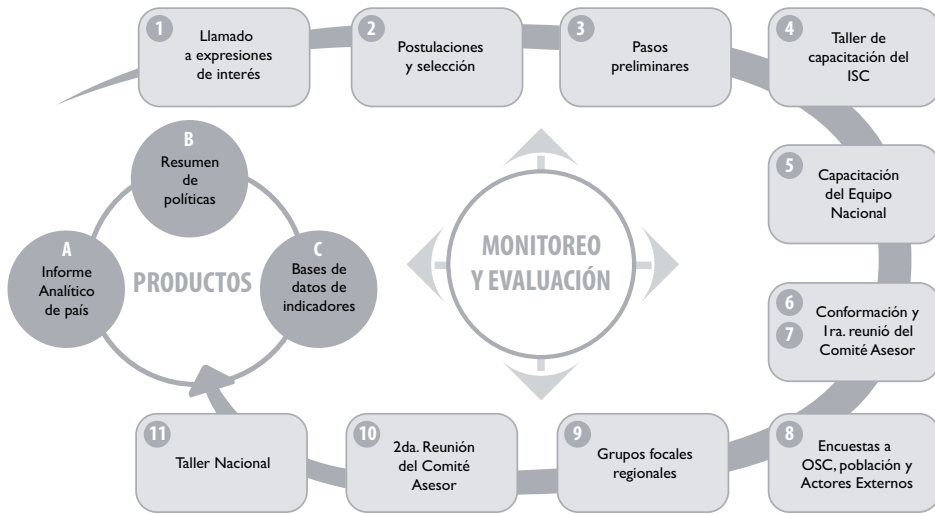 1
Llamado
a expresiones
de interés
2
Postulaciones
y selección
3
Pasos
preliminares
4
Taller de
capacitación del
ISC
5
Capacitación
del Equipo
Nacional
6
7
Conformación y
1ra. reunió del
Comité Asesor
8
Encuestas a
OSC, población y
Actores Externos
9
Grupos focales
regionales
10
2da. Reunión
del Comité
Asesor
11
Taller Nacional
MONITOREO
Y EVALUACIÓN
PRODUCTOS
A
Informe
Analítico
de país
B
Resumen
de
políticas
C
Bases de
datos de
indicadores